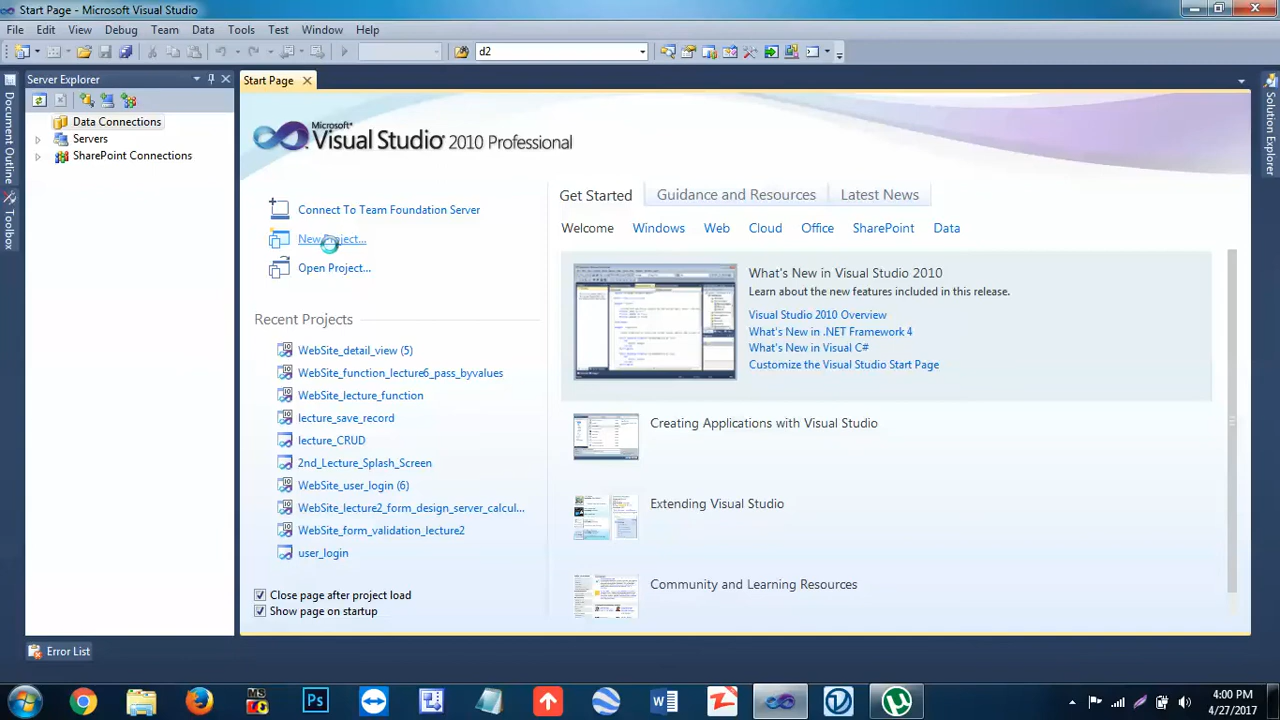 Start Page - Microsoft Visual Studio
File Edit View Debug Team Data Tools Test Window Help
d2
Server Explorer
Start Page
Data Connections
Servers
SharePoint Connections
Document Outline
Toolbox
Solution Explorer
Microsoft®
Visual Studio® 2010 Professional
Connect To Team Foundation Server
New Project...
Open Project...
Recent Projects
WebSite_detail_view (5)
WebSite_function_lecture6_pass_byvalues
WebSite_lecture_function
lecture_save_record
lecture_CRUD
2nd_Lecture_Splash_Screen
WebSite_user_login (6)
WebSite_lecture2_form_design_server_calcul...
WebSite_form_validation_lecture2
user_login
Close page after project load
Show page on startup
Get Started Guidance and Resources Latest News
Welcome Windows Web Cloud Office SharePoint Data
What's New in Visual Studio 2010
Learn about the new features included in this release.
Visual Studio 2010 Overview
What's New in .NET Framework 4
What's New in Visual C#
Customize the Visual Studio Start Page
Creating Applications with Visual Studio
Extending Visual Studio
Community and Learning Resources
Error List
MS
Ps
4:00 PM
4/27/2017